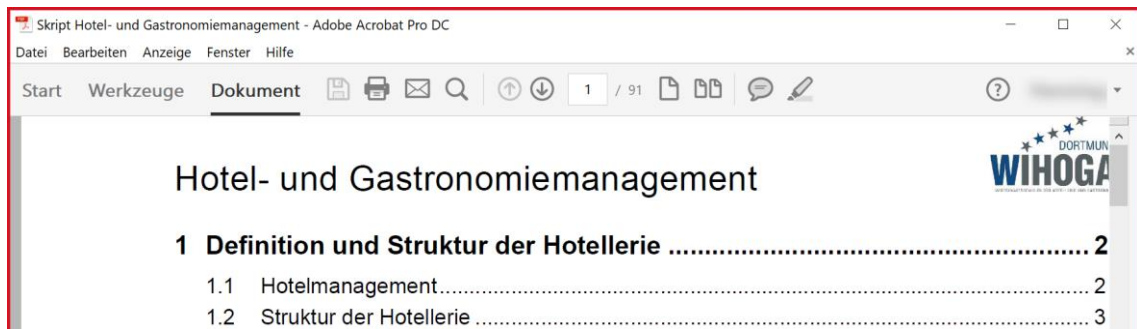 Skript Hotel- und Gastronomiemanagement - Adobe Acrobat Pro DC
Datei Bearbeiten Anzeige Fenster Hilfe
Start Werkzeuge Dokument 1 / 91
DORTMUN
WIHOGA
Hotel- und Gastronomiemanagement
1 Definition und Struktur der Hotellerie ........................................................ 2
1.1 Hotelmanagement.................................................................................... 2
1.2 Struktur der Hotellerie .............................................................................. 3